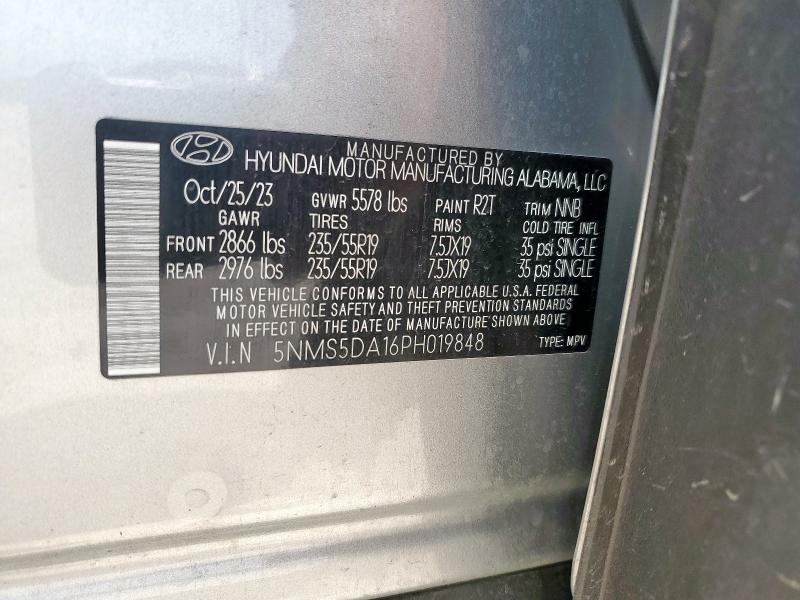 MANUFACTURED BY
HYUNDAI MOTOR MANUFACTURING ALABAMA, LLC
Oct/25/23 GVWR 5578 lbs PAINT R2T TRIM NNB
GAWR TIRES RIMS COLD TIRE INFL
FRONT 2866 lbs 235/55R19 7.5JX19 35 psi SINGLE
REAR 2976 lbs 235/55R19 7.5JX19 35 psi SINGLE
THIS VEHICLE CONFORMS TO ALL APPLICABLE U.S.A. FEDERAL
MOTOR VEHICLE SAFETY AND THEFT PREVENTION STANDARDS
IN EFFECT ON THE DATE OF MANUFACTURE SHOWN ABOVE
V.I.N 5NMS5DA16PH019848 TYPE: MPV